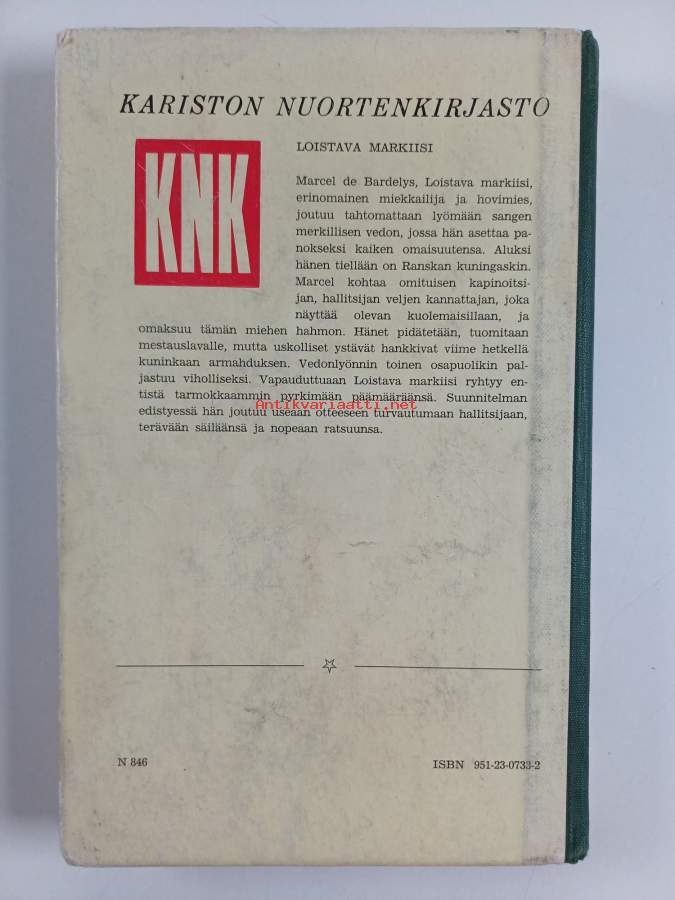 KARISTON NUORTENKIRJASTO
KNK
LOISTAVA MARKIISI
Marcel de Bardelys, Loistava markiisi,
erinomainen miekkailija ja hovimies,
joutuu tahtomattaan lyömään sangen
merkillisen vedon, jossa hän asettaa pa-
nokseksi kaiken omaisuutensa. Aluksi
hänen tiellään on Ranskan kuningaskin.
Marcel kohtaa omituisen kapinoitsi-
jan, hallitsijan veljen kannattajan, joka
näyttää olevan kuolemaisillaan, ja
omaksuu tämän miehen hahmon. Hänet pidätetään, tuomitaan
mestauslavalle, mutta uskolliset ystävät hankkivat viime hetkellä
kuninkaan armahduksen. Vedonlyönnin toinen osapuolikin pal-
jastuu viholliseksi. Vapauduttuaan Loistava markiisi ryhtyy en-
tistä tarmokkaammin pyrkimään päämääräänsä. Suunnitelman
Antikvariaatti.net
edistyessä hän joutuu useaan otteeseen turvautumaan hallitsijaan,
terävään säiläänsä ja nopeaan ratsuunsa.
N 846
ISBN 951-23-0733-2